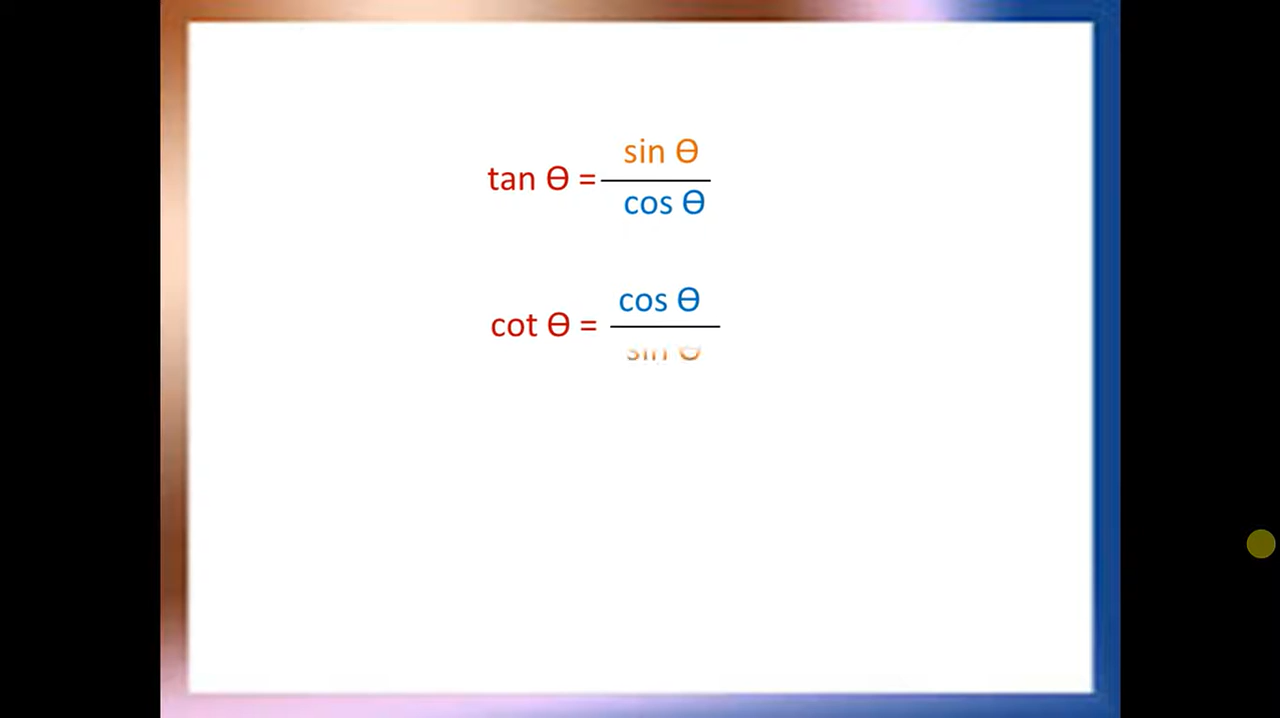 sin Ө
tan Ө =
cos Ө
cos Ө
cot Ө =
sin Ө